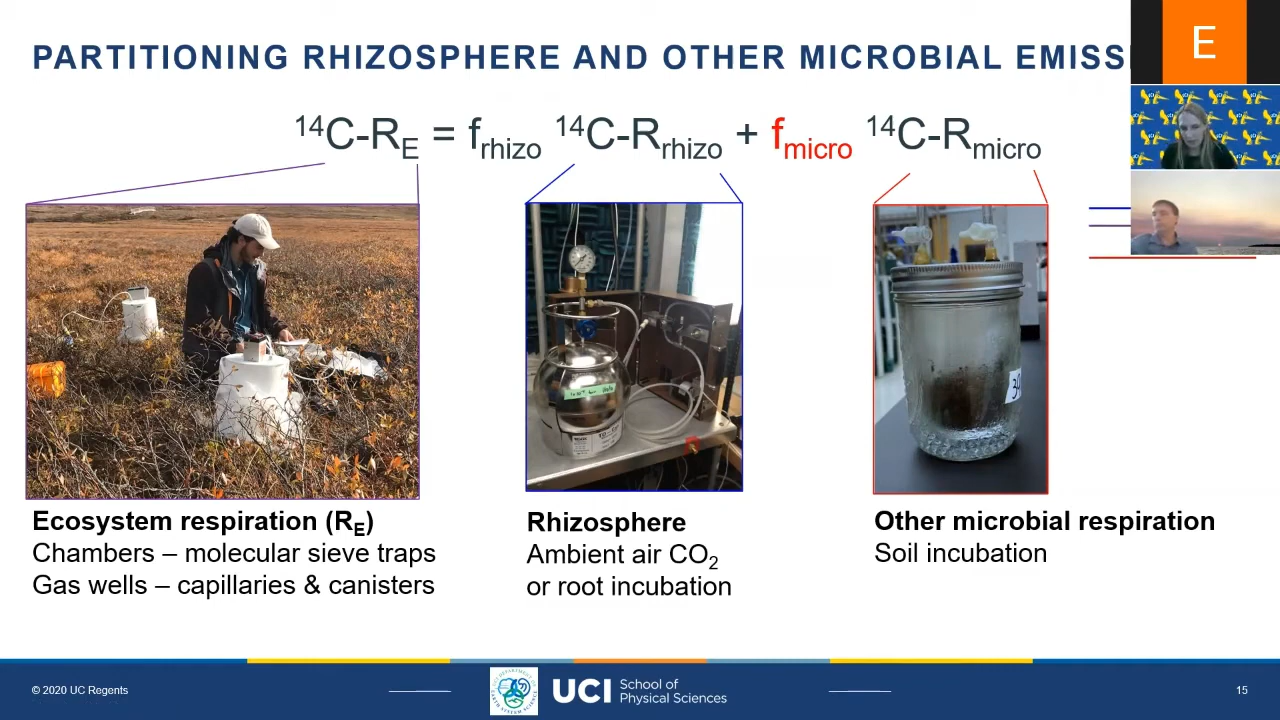 PARTITIONING RHIZOSPHERE AND OTHER MICROBIAL EMISS
E
¹⁴C-R_E = f_rhizo ¹⁴C-R_rhizo + f_micro ¹⁴C-R_micro
Ecosystem respiration (R_E)
Chambers – molecular sieve traps
Gas wells – capillaries & canisters
Rhizosphere
Ambient air CO₂
or root incubation
Other microbial respiration
Soil incubation
© 2020 UC Regents
UCI
School of
Physical Sciences
15